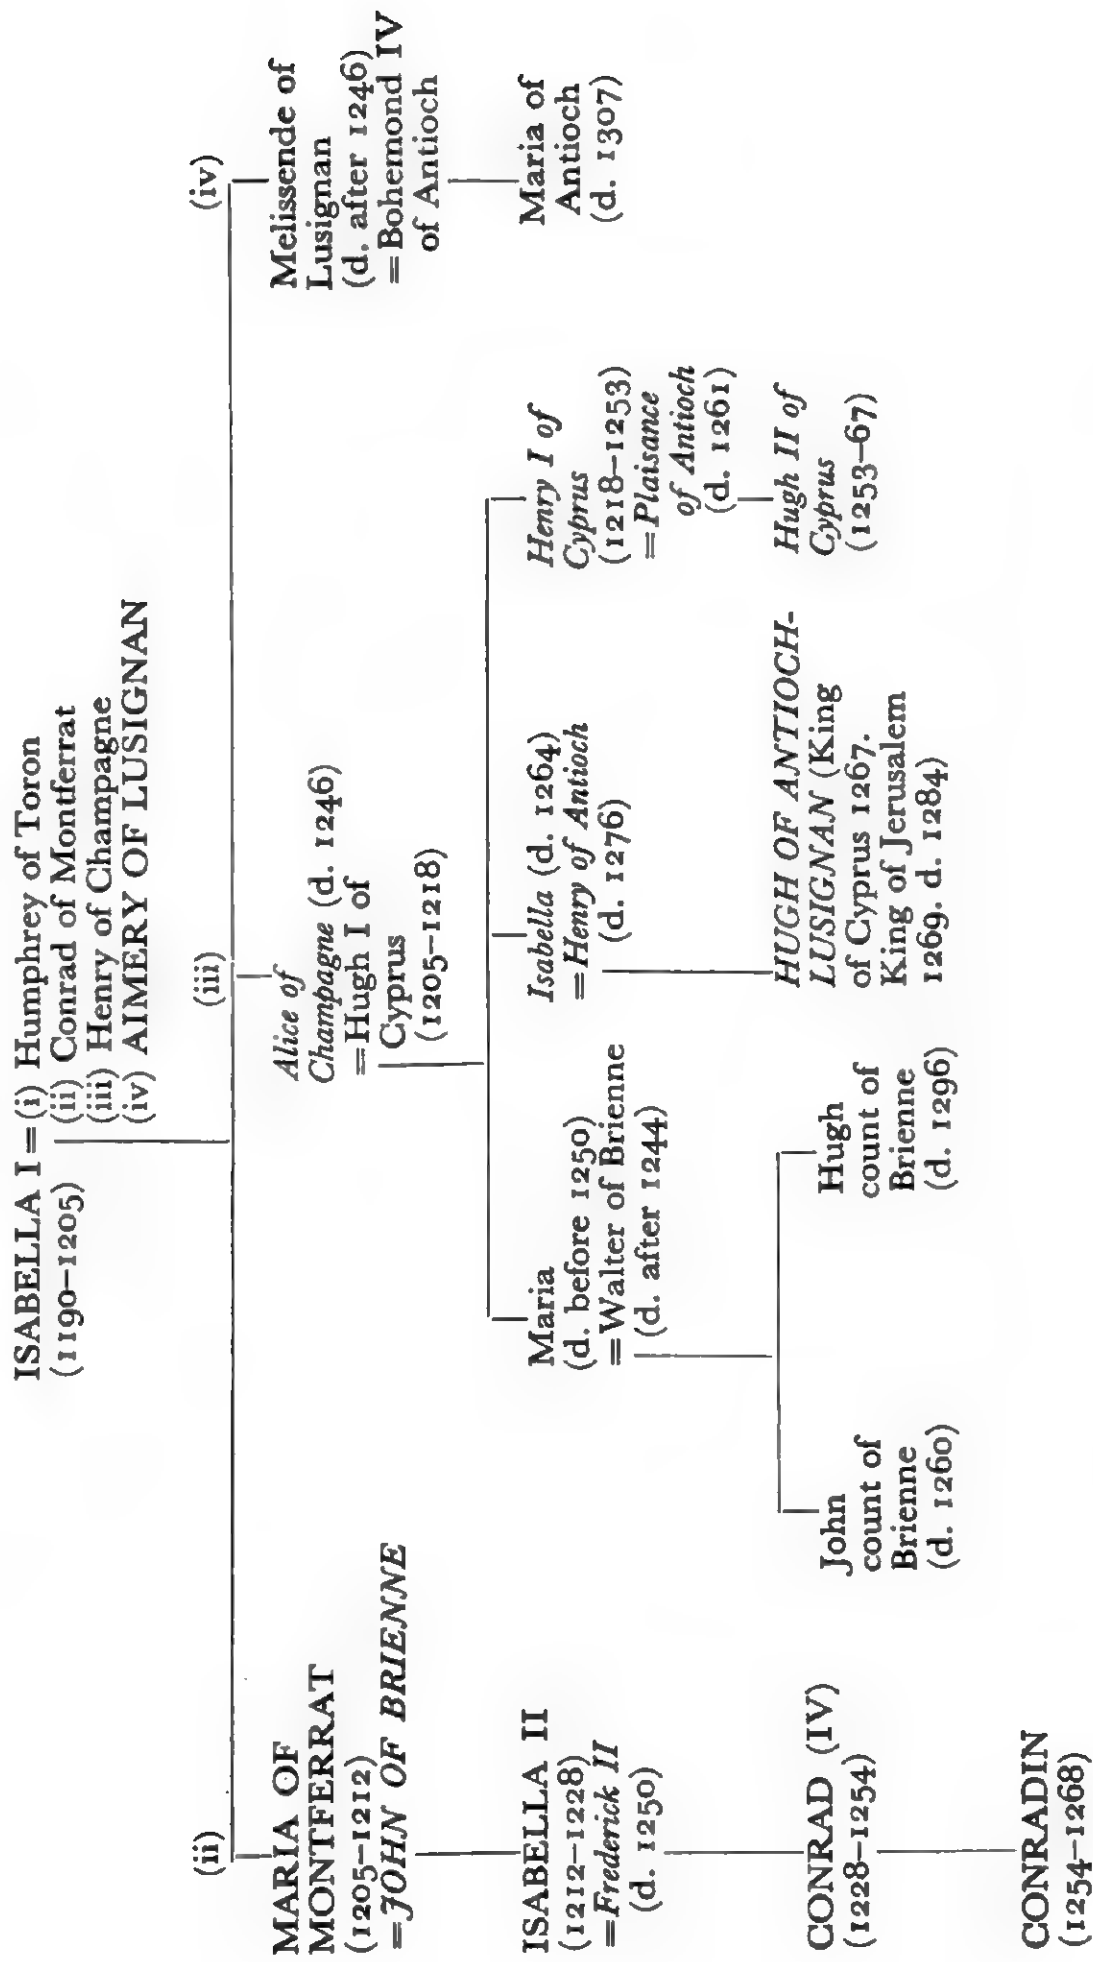 ISABELLA I = (i) Humphrey of Toron
(1190–1205) (ii) Conrad of Montferrat
(iii) Henry of Champagne
(iv) AIMERY OF LUSIGNAN
(ii)
(iii)
(iv)
MARIA OF
MONTFERRAT
(1205–1212)
=JOHN OF BRIENNE
Alice of
Champagne (d. 1246)
=Hugh I of
Cyprus
(1205–1218)
Melissende of
Lusignan
(d. after 1246)
=Bohemond IV
of Antioch
ISABELLA II
(1212–1228)
=Frederick II
(d. 1250)
Maria
(d. before 1250)
=Walter of Brienne
(d. after 1244)
Isabella (d. 1264)
=Henry of Antioch
(d. 1276)
Henry I of
Cyprus
(1218–1253)
=Plaisance
of Antioch
(d. 1261)
Maria of
Antioch
(d. 1307)
CONRAD (IV)
(1228–1254)
John
count of
Brienne
(d. 1260)
Hugh
count of
Brienne
(d. 1296)
HUGH OF ANTIOCH-
LUSIGNAN (King
of Cyprus 1267.
King of Jerusalem
1269. d. 1284)
Hugh II of
Cyprus
(1253–67)
CONRADIN
(1254–1268)